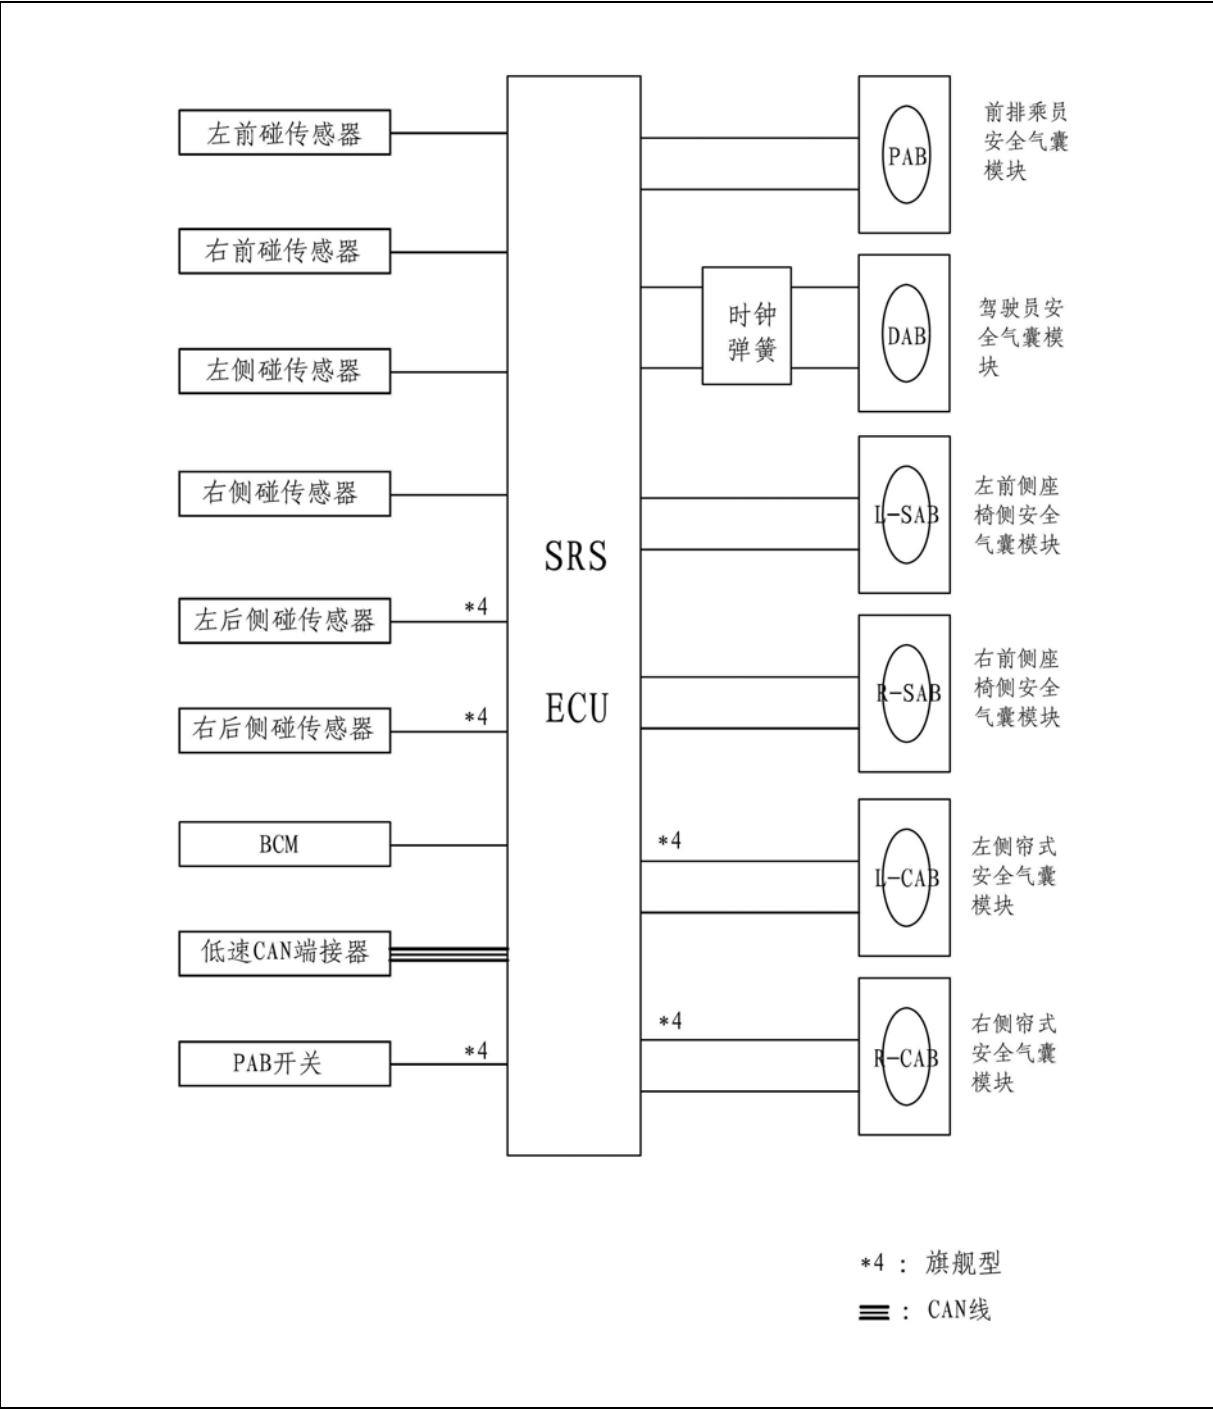 左前碰传感器
右前碰传感器
左侧碰传感器
右侧碰传感器
左后侧碰传感器
*4
右后侧碰传感器
*4
BCM
低速CAN端接器
PAB开关
*4
SRS
ECU
PAB
前排乘员
安全气囊
模块
时钟
弹簧
DAB
驾驶员安
全气囊模
块
L-SAB
左前侧座
椅侧安全
气囊模块
R-SAB
右前侧座
椅侧安全
气囊模块
*4
L-CAB
左侧帘式
安全气囊
模块
*4
R-CAB
右侧帘式
安全气囊
模块
*4 : 旗舰型
: CAN线